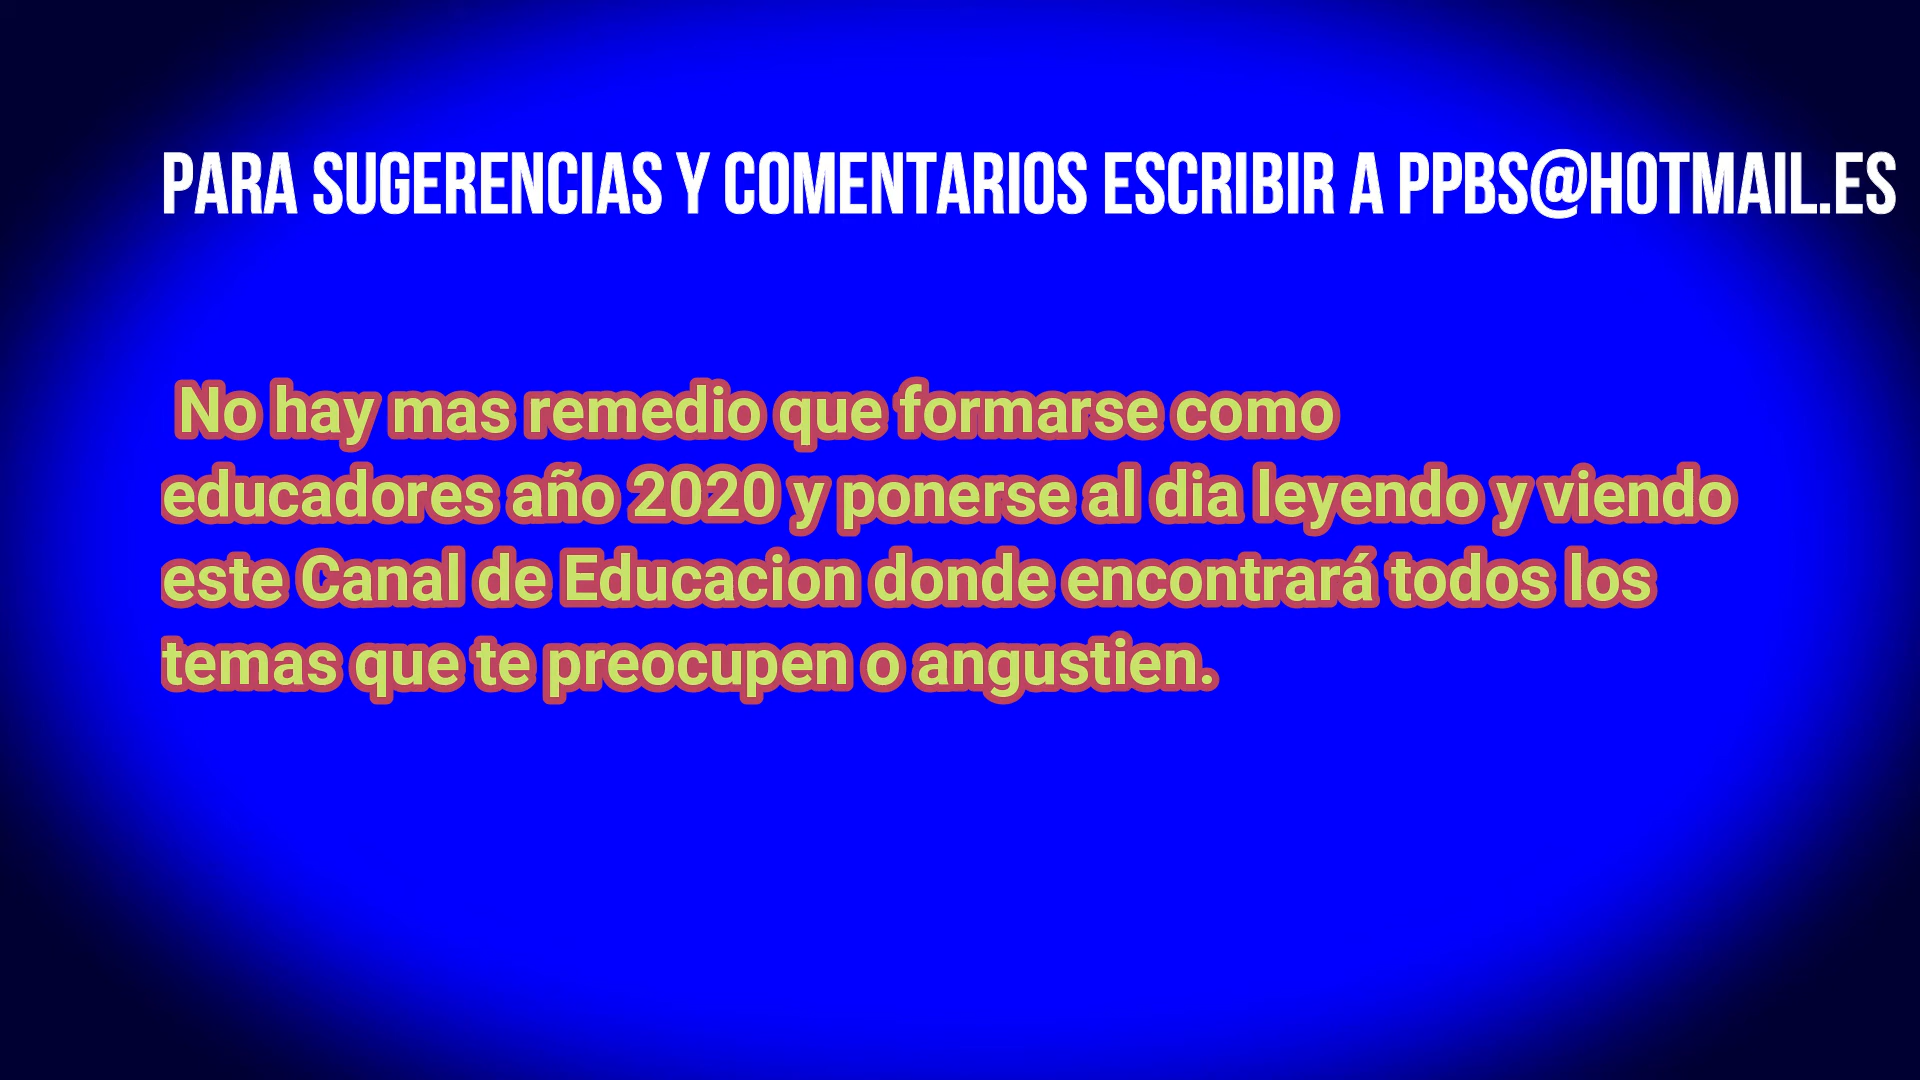 PARA SUGERENCIAS Y COMENTARIOS ESCRIBIR A PPBS@HOTMAIL.ES
No hay mas remedio que formarse como
educadores año 2020 y ponerse al dia leyendo y viendo
este Canal de Educacion donde encontrará todos los
temas que te preocupen o angustien.